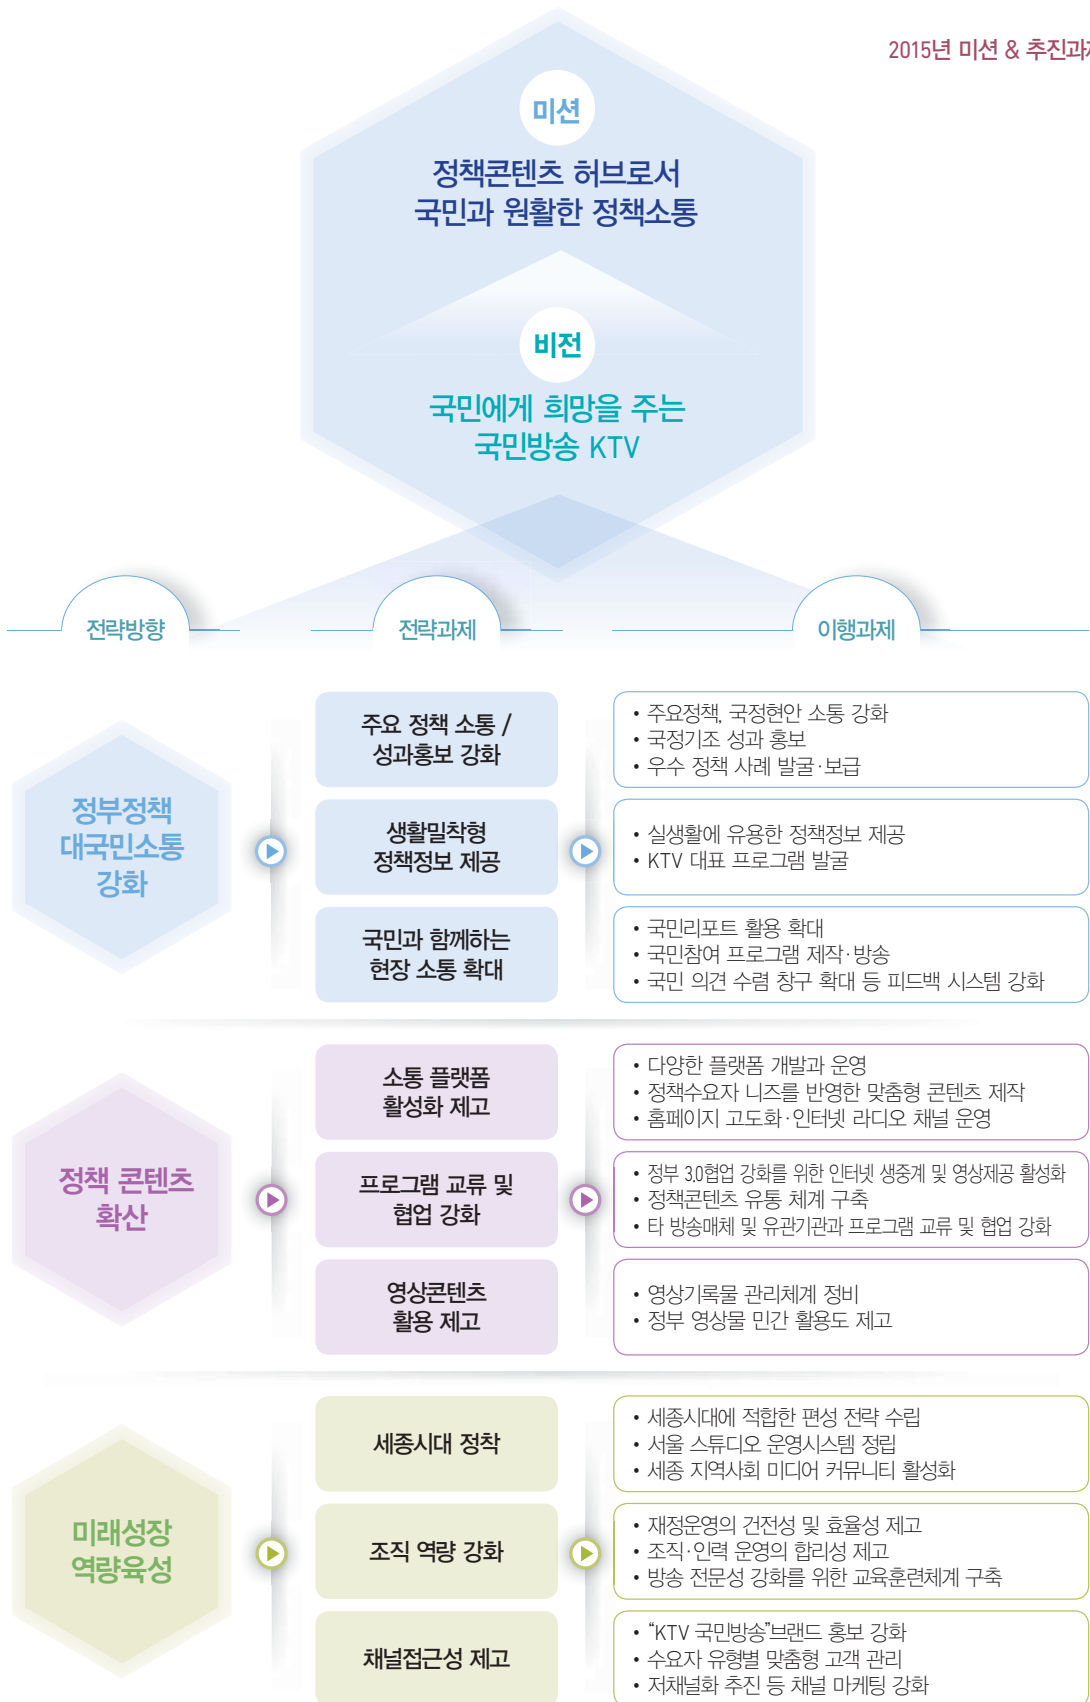 2015년 미션 & 추진과제
미션
정책콘텐츠 허브로서
국민과 원활한 정책소통
비전
국민에게 희망을 주는
국민방송 KTV
전략방향
전략과제
이행과제
정부정책
대국민소통
강화
주요 정책 소통 /
성과홍보 강화
• 주요정책, 국정현안 소통 강화
• 국정기조 성과 홍보
• 우수 정책 사례 발굴·보급
생활밀착형
정책정보 제공
• 실생활에 유용한 정책정보 제공
• KTV 대표 프로그램 발굴
국민과 함께하는
현장 소통 확대
• 국민리포트 활용 확대
• 국민참여 프로그램 제작·방송
• 국민 의견 수렴 창구 확대 등 피드백 시스템 강화
정책 콘텐츠
확산
소통 플랫폼
활성화 제고
• 다양한 플랫폼 개발과 운영
• 정책수요자 니즈를 반영한 맞춤형 콘텐츠 제작
• 홈페이지 고도화·인터넷 라디오 채널 운영
프로그램 교류 및
협업 강화
• 정부 3.0협업 강화를 위한 인터넷 생중계 및 영상제공 활성화
• 정책콘텐츠 유통 체계 구축
• 타 방송매체 및 유관기관과 프로그램 교류 및 협업 강화
영상콘텐츠
활용 제고
• 영상기록물 관리체계 정비
• 정부 영상물 민간 활용도 제고
미래성장
역량육성
세종시대 정착
• 세종시대에 적합한 편성 전략 수립
• 서울 스튜디오 운영시스템 정립
• 세종 지역사회 미디어 커뮤니티 활성화
조직 역량 강화
• 재정운영의 건전성 및 효율성 제고
• 조직·인력 운영의 합리성 제고
• 방송 전문성 강화를 위한 교육훈련체계 구축
채널접근성 제고
• “KTV 국민방송”브랜드 홍보 강화
• 수요자 유형별 맞춤형 고객 관리
• 저채널화 추진 등 채널 마케팅 강화